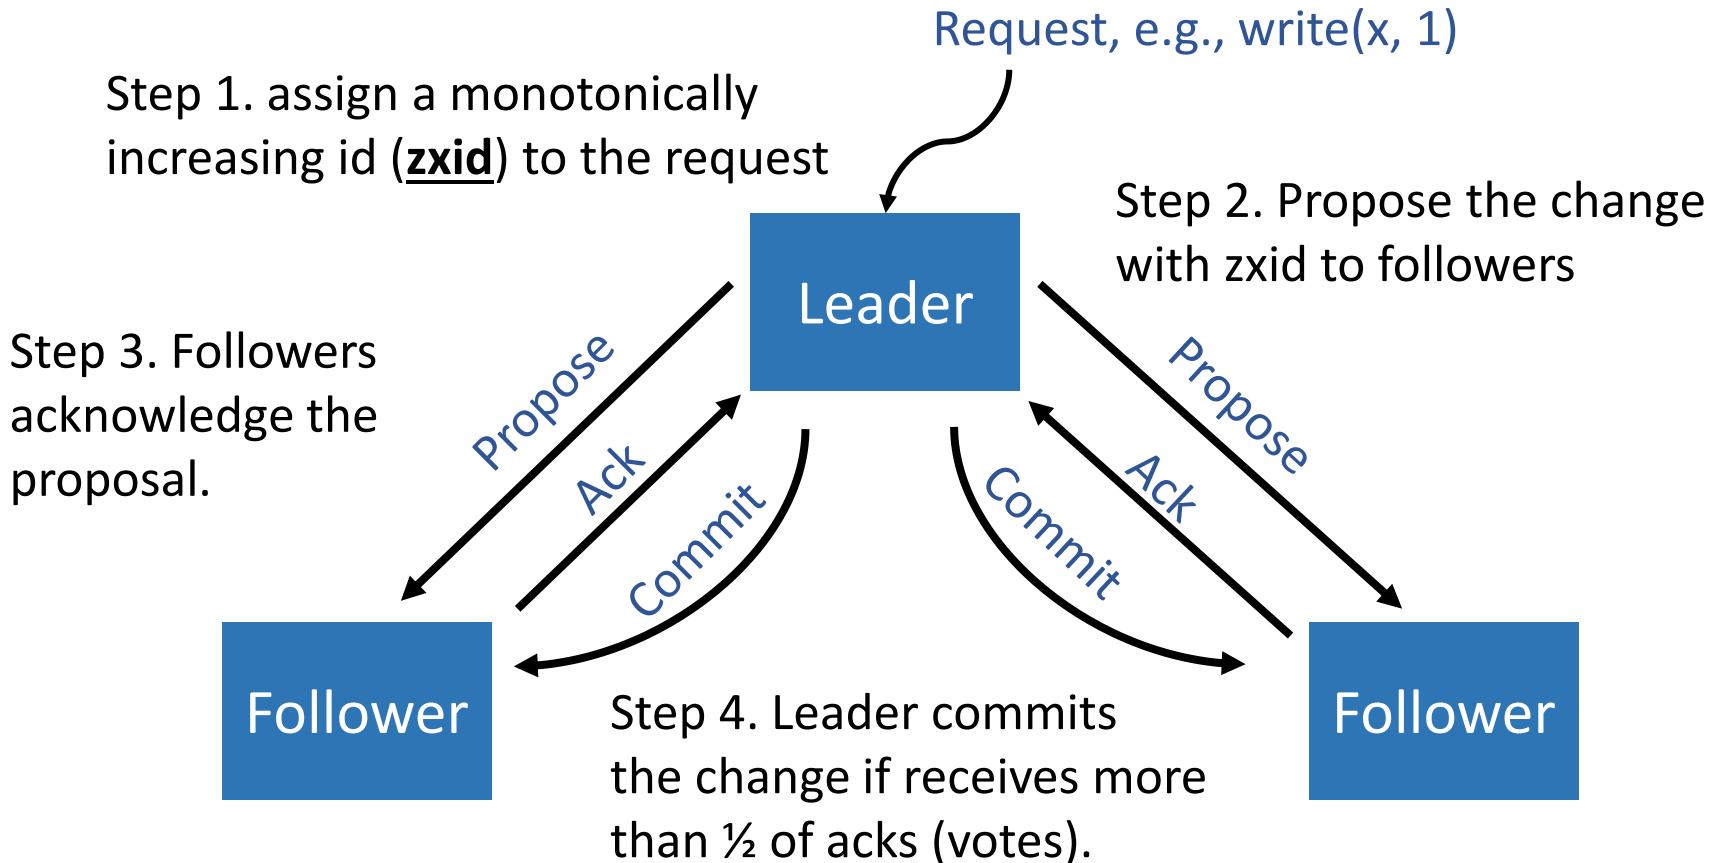 Request, e.g., write(x, 1)
Step 1. assign a monotonically
increasing id (zxid) to the request
Step 2. Propose the change
with zxid to followers
Leader
Step 3. Followers
acknowledge the
proposal.
Propose
Ack
Commit
Commit
Ack
Propose
Follower
Step 4. Leader commits
the change if receives more
than ½ of acks (votes).
Follower